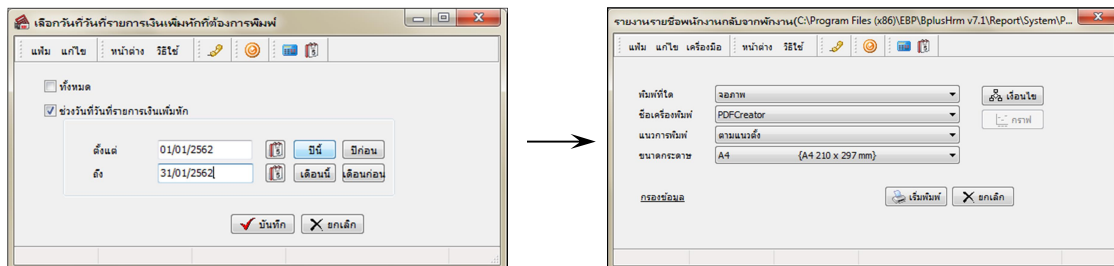 เลือกวันที่วันที่รายการเงินเพิ่มหักที่ต้องการพิมพ์
แฟ้ม แก้ไข หน้าต่าง วิธีใช้
ทั้งหมด
ช่วงวันที่วันที่รายการเงินเพิ่มหัก
ตั้งแต่ 01/01/2562 ปีนี้ ปีก่อน
ถึง 31/01/2562 เดือนนี้ เดือนก่อน
บันทึก ยกเลิก
รายงานรายชื่อพนักงานกลับจากพักงาน(C:\Program Files (x86)\EBP\BplusHrm v7.1\Report\System\P...
แฟ้ม แก้ไข เครื่องมือ หน้าต่าง วิธีใช้
พิมพ์ที่ใด จอภาพ เงื่อนไข
ชื่อเครื่องพิมพ์ PDFCreator กราฟ
แนวการพิมพ์ ตามแนวตั้ง
ขนาดกระดาษ A4 {A4 210 x 297 mm}
กรองข้อมูล เริ่มพิมพ์ ยกเลิก